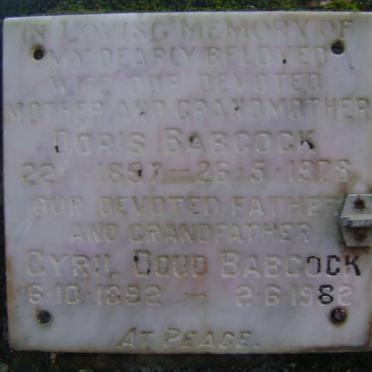 IN LOVING MEMORY OF
MY DEARLY BELOVED
WIFE OUR DEVOTED
MOTHER AND GRANDMOTHER
DORIS BABCOCK
OUR DEVOTED FATHER
AND GRANDFATHER
CYRIL DOUD BABCOCK
6·10·1892 — 2·6·1982
AT PEACE.